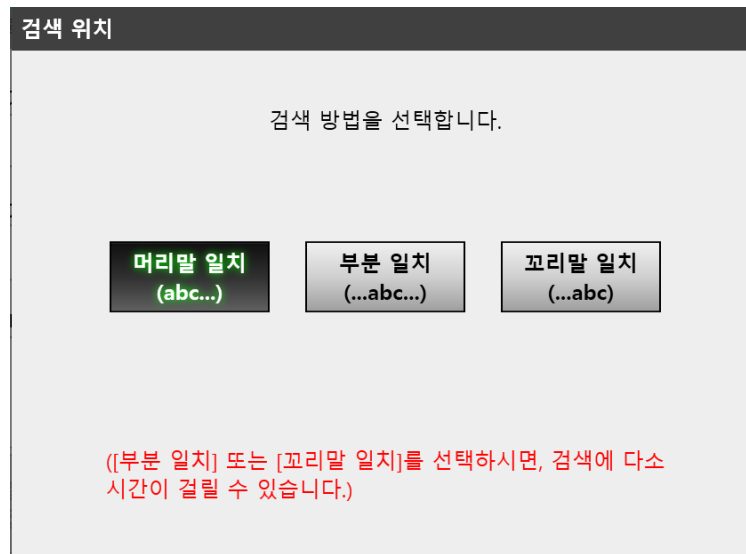 검색 위치
검색 방법을 선택합니다.
머리말 일치
(abc...)
부분 일치
(...abc...)
꼬리말 일치
(...abc)
([부분 일치] 또는 [꼬리말 일치]를 선택하시면, 검색에 다소
시간이 걸릴 수 있습니다.)